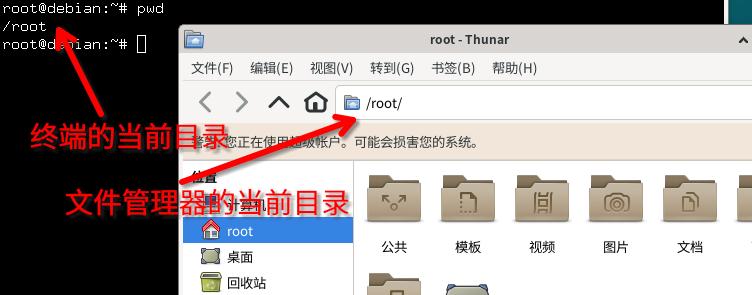 root@debian:~# pwd
/root
root@debian:~#
root - Thunar
文件(F) 编辑(E) 视图(V) 转到(G) 书签(B) 帮助(H)
/root/
终端的当前目录
警告：您正在使用超级帐户。可能会损害您的系统。
位置
文件管理器的当前目录
计算机
root
桌面
回收站
公共 模板 视频 图片 文档